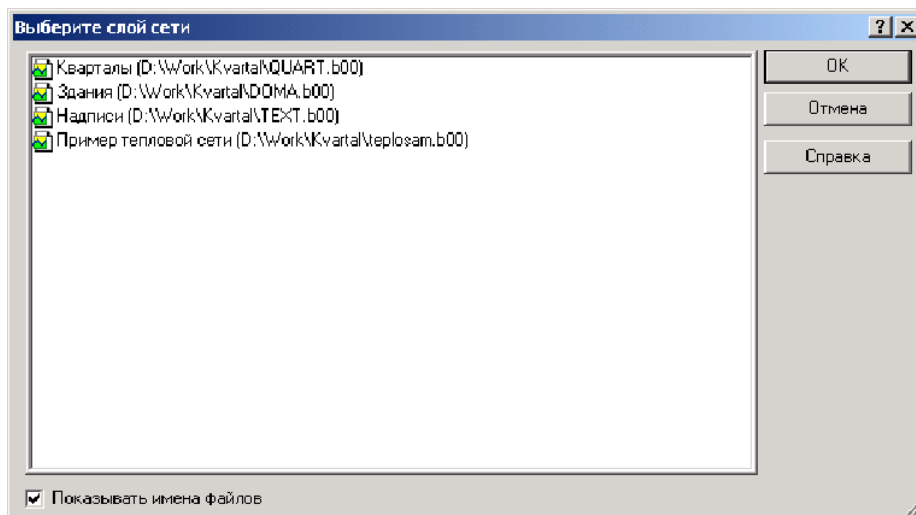 Выберите слой сети
Кварталы (D:\Work\Kvartal\QUART.b00)
Здания (D:\Work\Kvartal\DOMA.b00)
Надписи (D:\Work\Kvartal\TEXT.b00)
Пример тепловой сети (D:\Work\Kvartal\teplosam.b00)
OK
Отмена
Справка
Показывать имена файлов